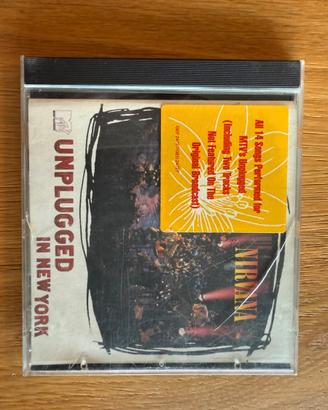 All 14 Songs Performed for
MTV's Unplugged
(Including Two Tracks
Not Featured On The
Original Broadcast)
NIRVANA
MTV
UNPLUGGED
IN NEW YORK